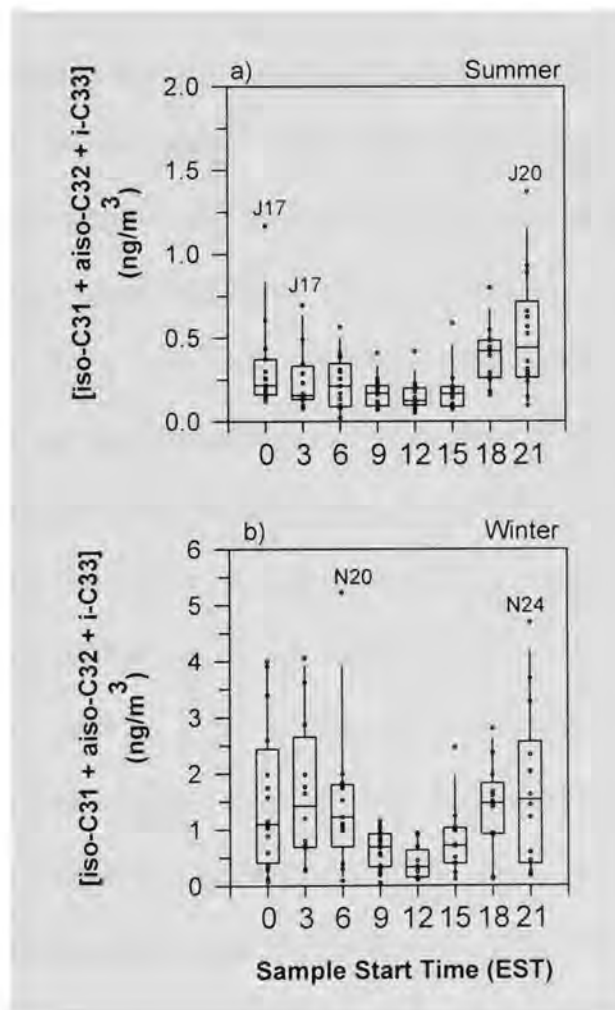 a)
Summer
[iso-C31 + aiso-C32 + i-C33]
(ng/m3)
2.0
1.5
1.0
0.5
0.0
J17
J17
J20
0 3 6 9 12 15 18 21
b)
Winter
[iso-C31 + aiso-C32 + i-C33]
(ng/m3)
6
5
4
3
2
1
0
N20
N24
0 3 6 9 12 15 18 21
Sample Start Time (EST)